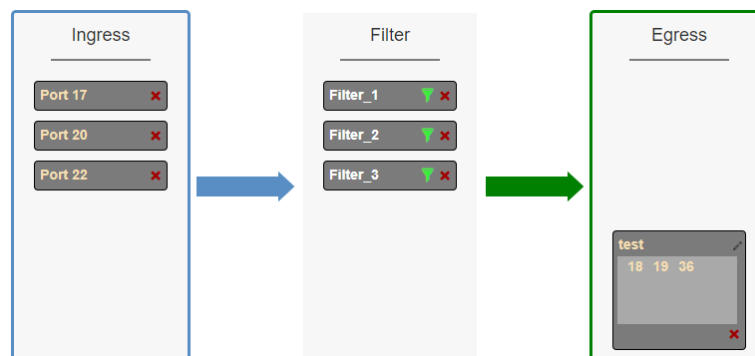 Ingress
Port 17
Port 20
Port 22
Filter
Filter_1
Filter_2
Filter_3
Egress
test
18 19 36